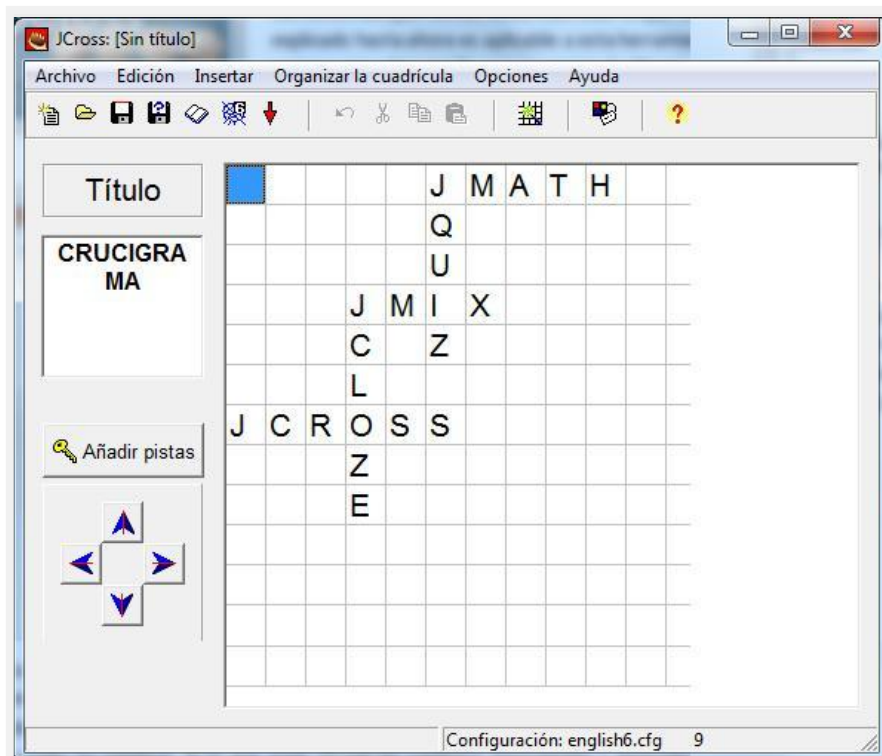 JCross: [Sin título]
Archivo Edición Insertar Organizar la cuadrícula Opciones Ayuda
Título
CRUCIGRA
MA
Añadir pistas
J M A T H
Q
U
J M I X
C Z
L
J C R O S S
Z
E
Configuración: english6.cfg 9